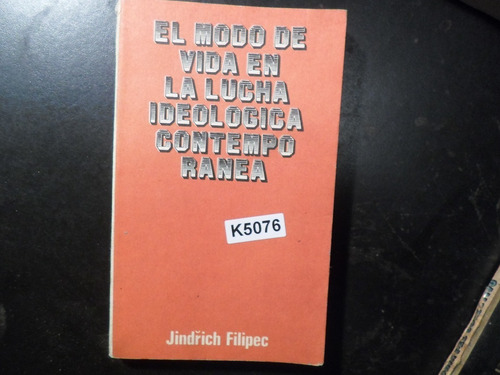 EL MODO DE
VIDA EN
LA LUCHA
IDEOLOGICA
CONTEMPO
RANEA
K5076
Jindřich Filipec